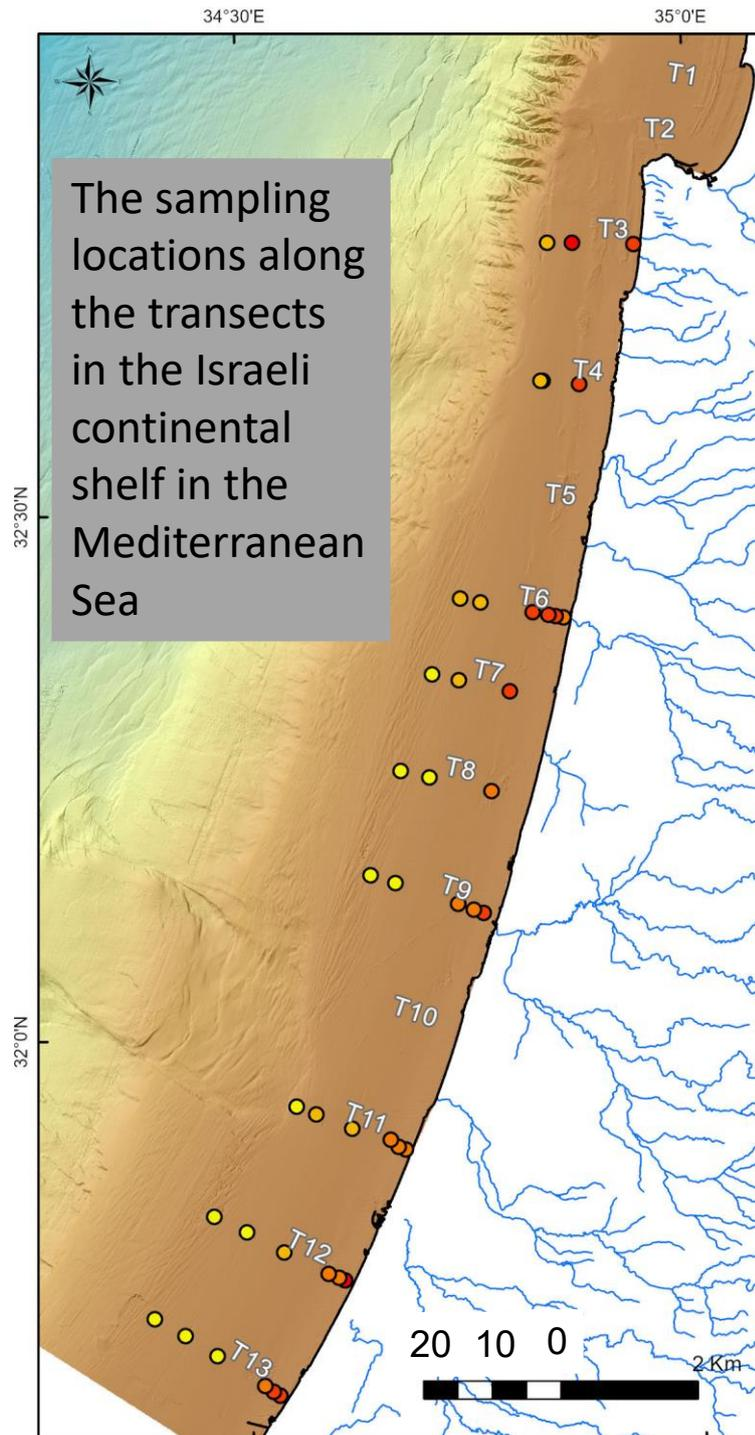 34°30'E
35°0'E
N
T1
T2
The sampling
locations along
the transects
in the Israeli
continental
shelf in the
Mediterranean
Sea
T3
T4
32°30'N
T5
T6
T7
T8
T9
32°0'N
T10
T11
T12
T13
20 10 0
2 Km